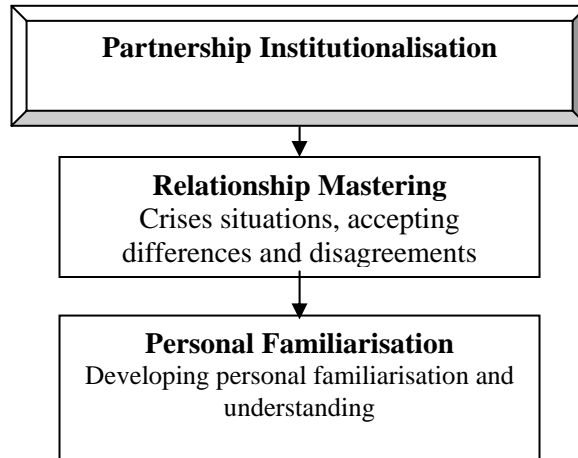 Partnership Institutionalisation
Relationship Mastering
Crises situations, accepting
differences and disagreements
Personal Familiarisation
Developing personal familiarisation and
understanding